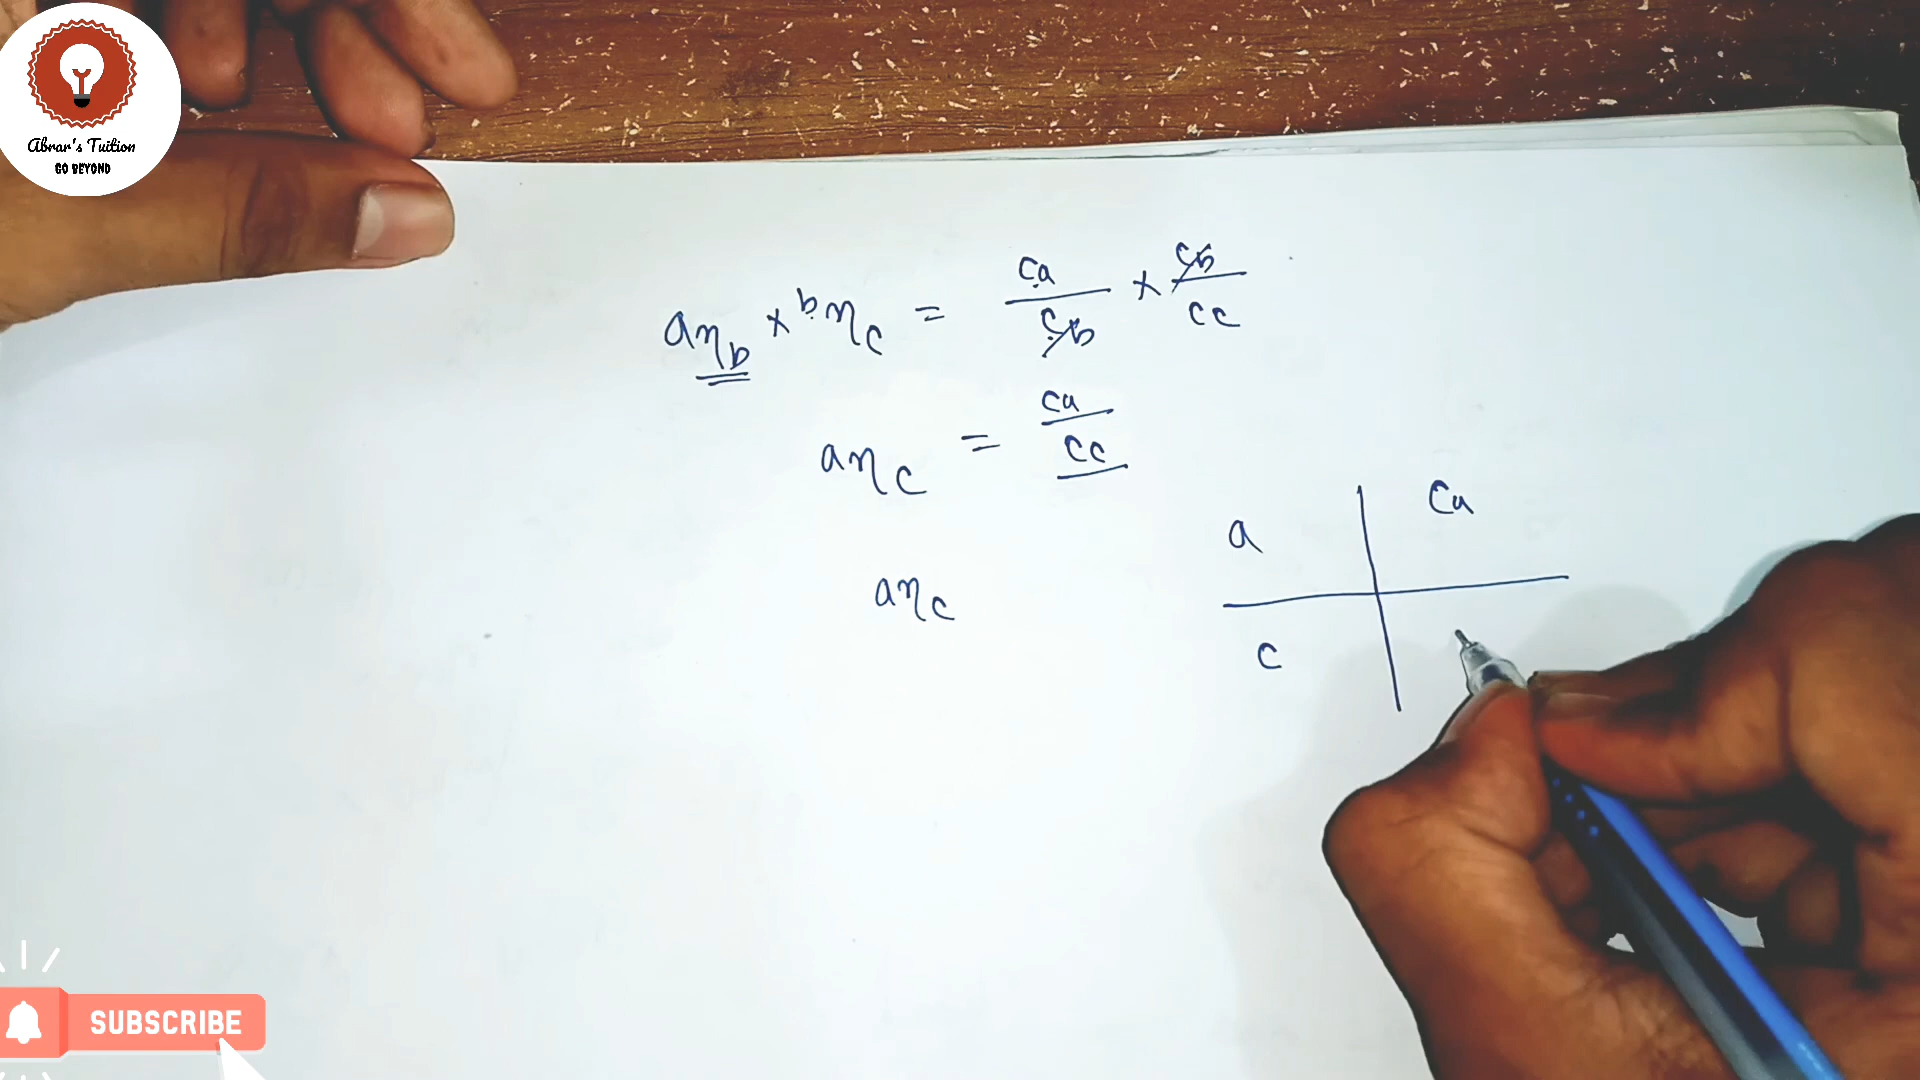 Abrar's Tuition
GO BEYOND
aηb × bηc = ca/cb × cb/cc
aηc = ca/cc
a ca
aηc
c
SUBSCRIBE